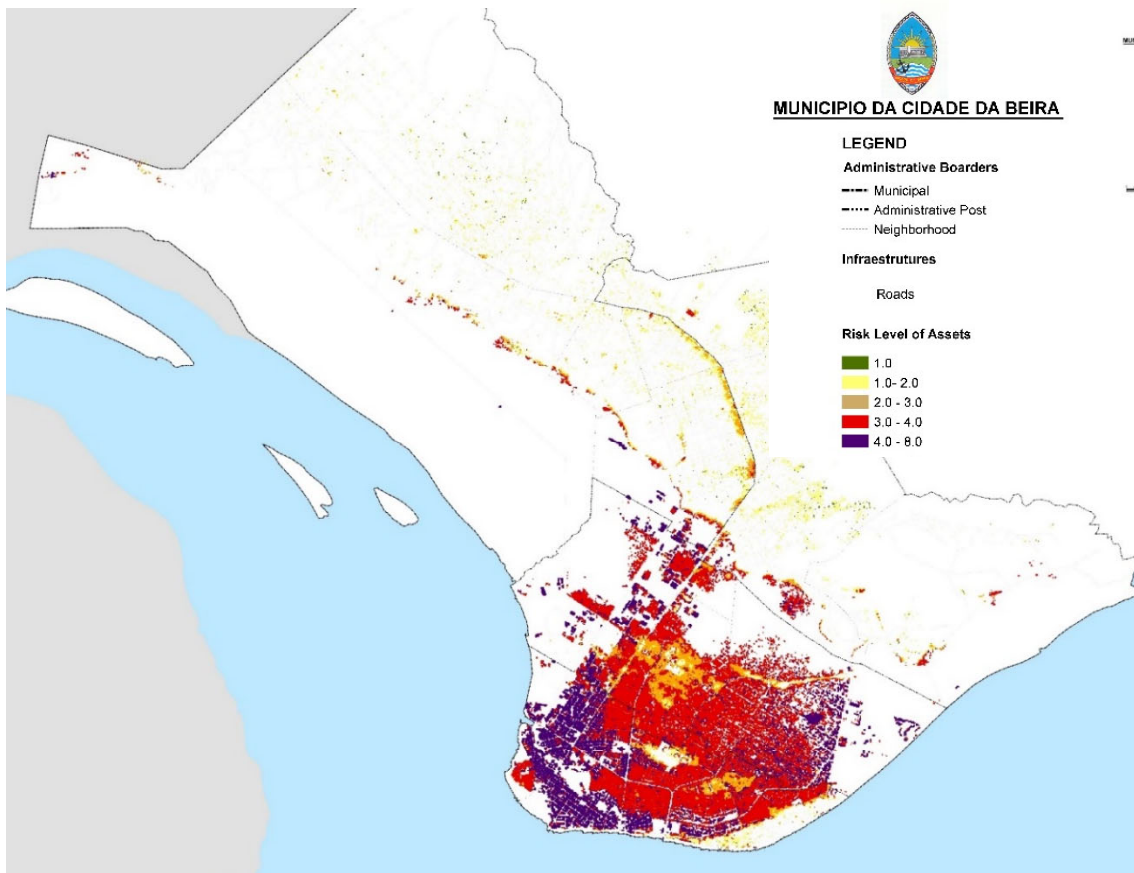 MUNICIPIO DA CIDADE DA BEIRA
LEGEND
Administrative Boarders
Municipal
Administrative Post
Neighborhood
Infraestrutures
Roads
Risk Level of Assets
1.0
1.0- 2.0
2.0 - 3.0
3.0 - 4.0
4.0 - 8.0